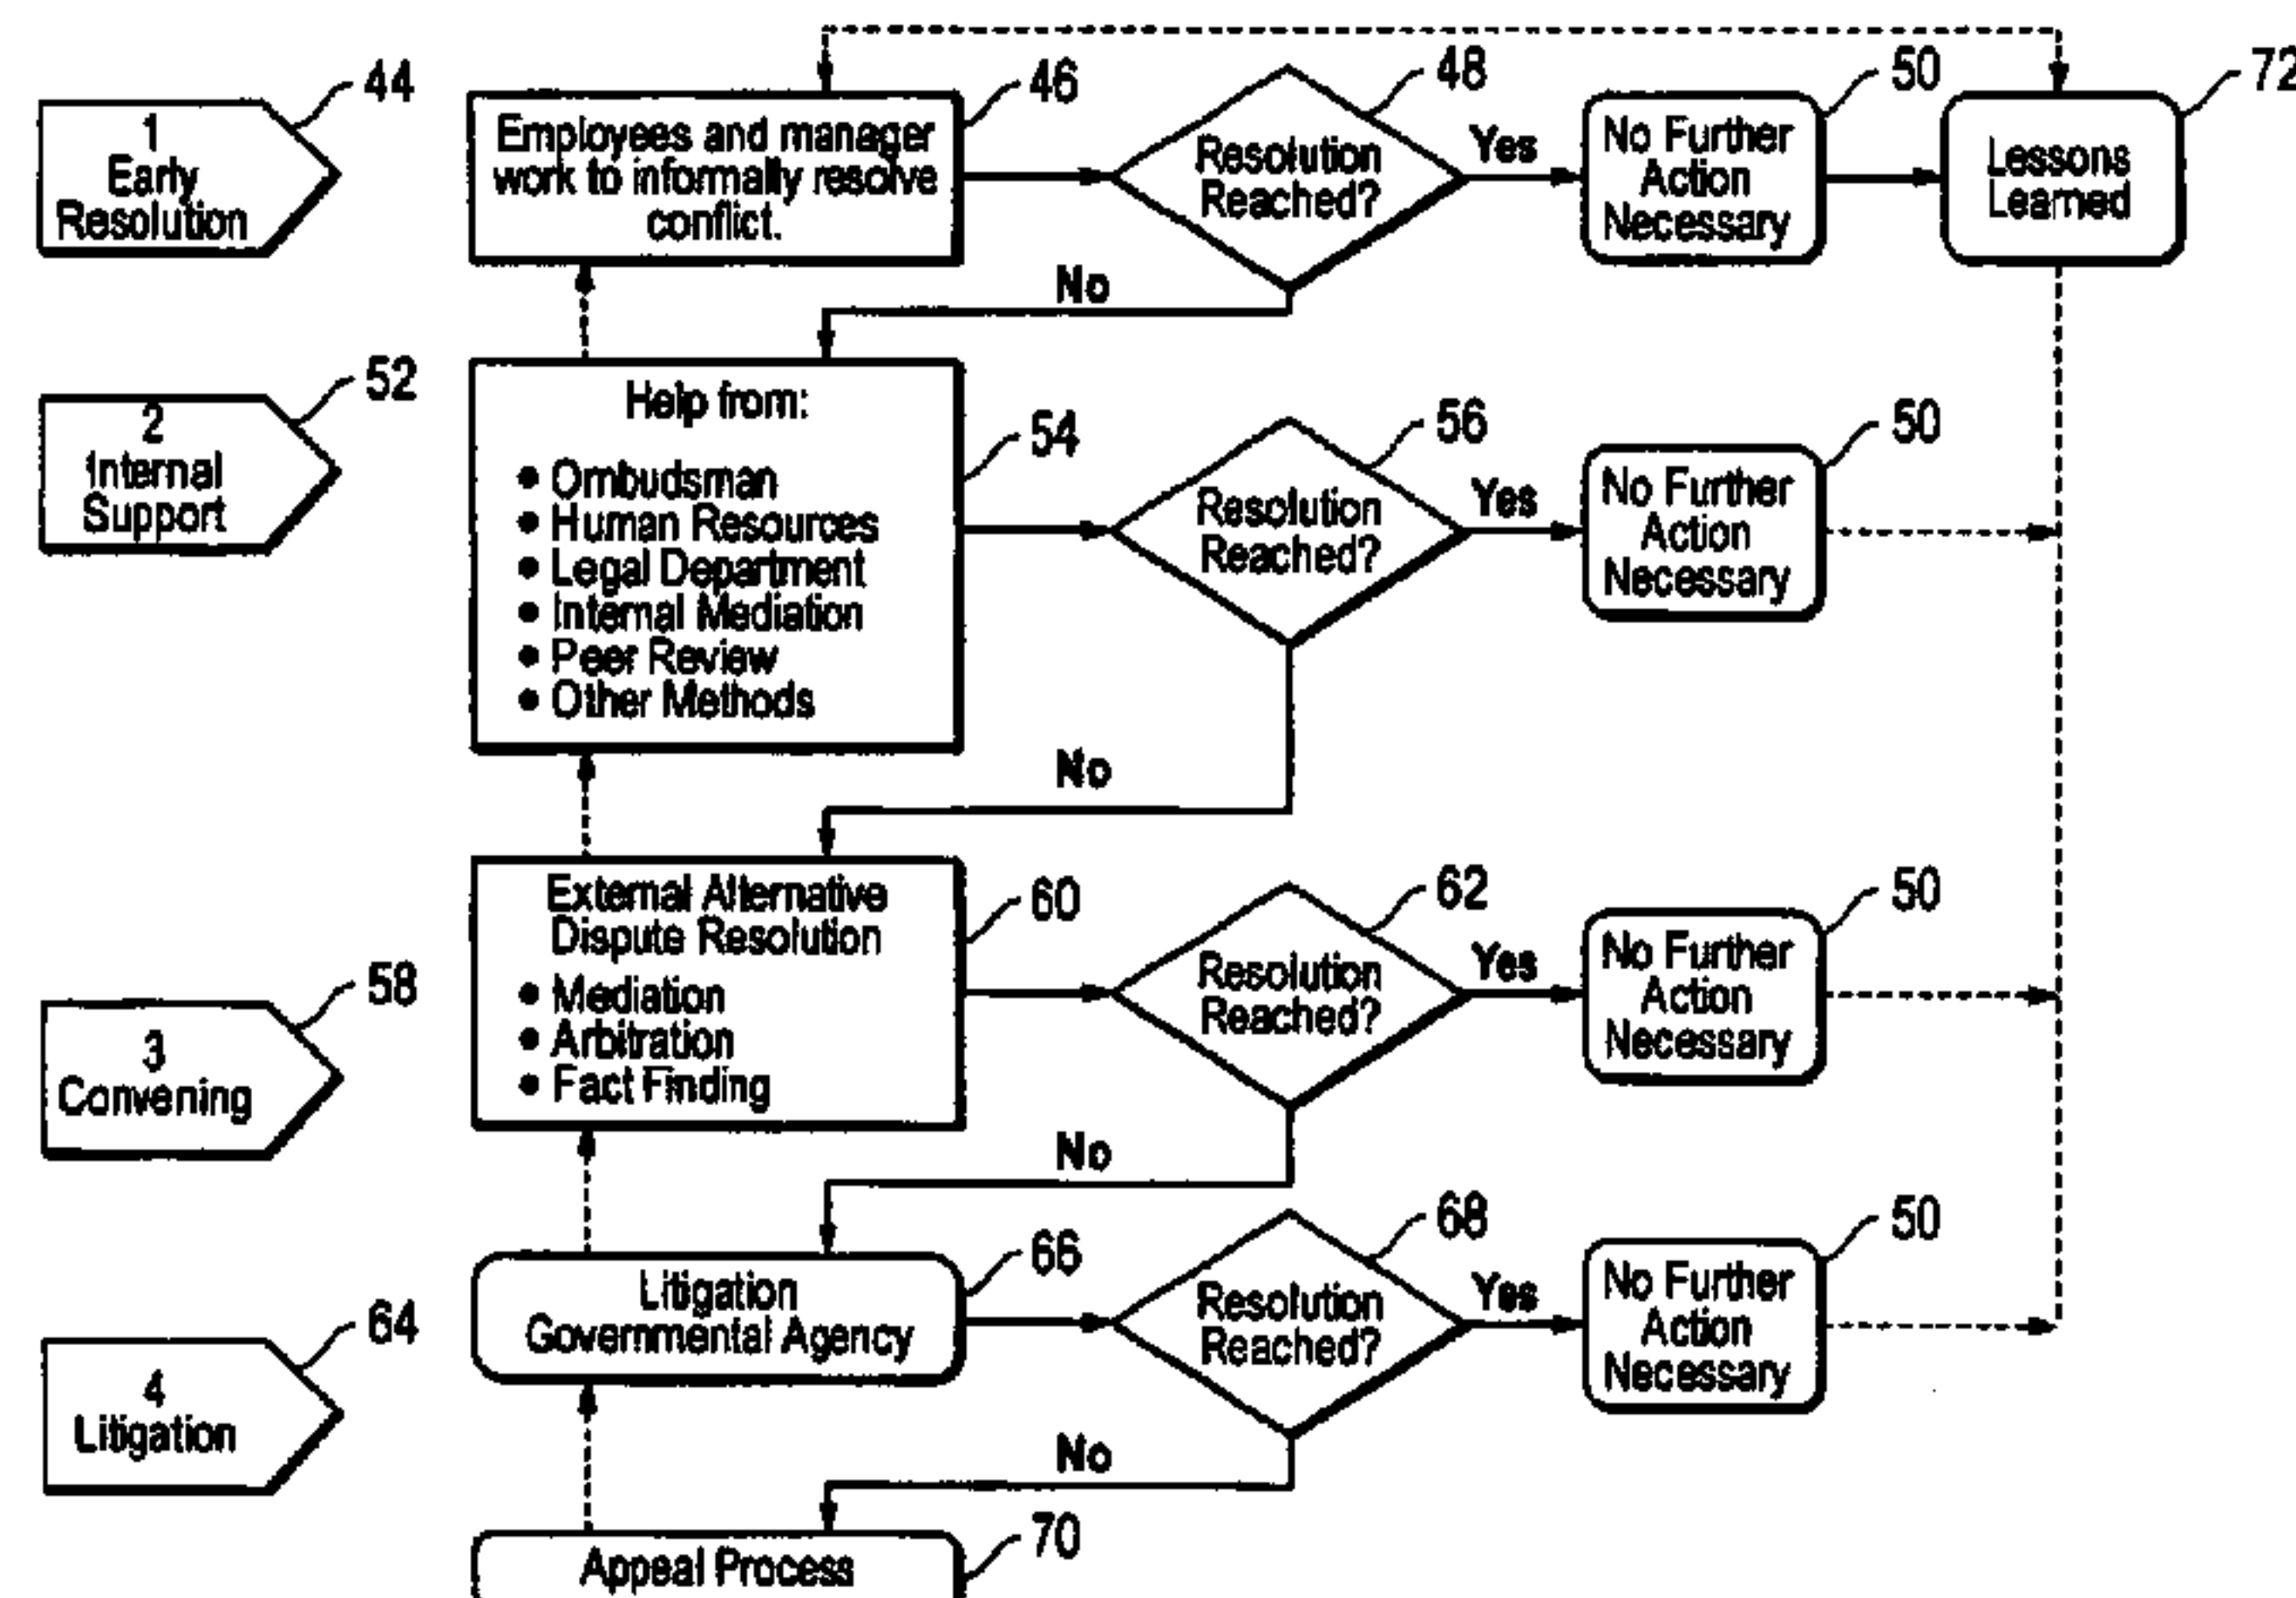 44
1
Early
Resolution
46
Employees and manager
work to informally resolve
conflict.
48
Resolution
Reached?
Yes
50
No Further
Action
Necessary
72
Lessons
Learned
No
52
2
Internal
Support
54
Help from:
● Ombudsman
● Human Resources
● Legal Department
● Internal Mediation
● Peer Review
● Other Methods
56
Resolution
Reached?
Yes
50
No Further
Action
Necessary
No
58
3
Convening
60
External Alternative
Dispute Resolution
● Mediation
● Arbitration
● Fact Finding
62
Resolution
Reached?
Yes
50
No Further
Action
Necessary
No
64
4
Litigation
66
Litigation
Governmental Agency
68
Resolution
Reached?
Yes
50
No Further
Action
Necessary
No
70
Appeal Process